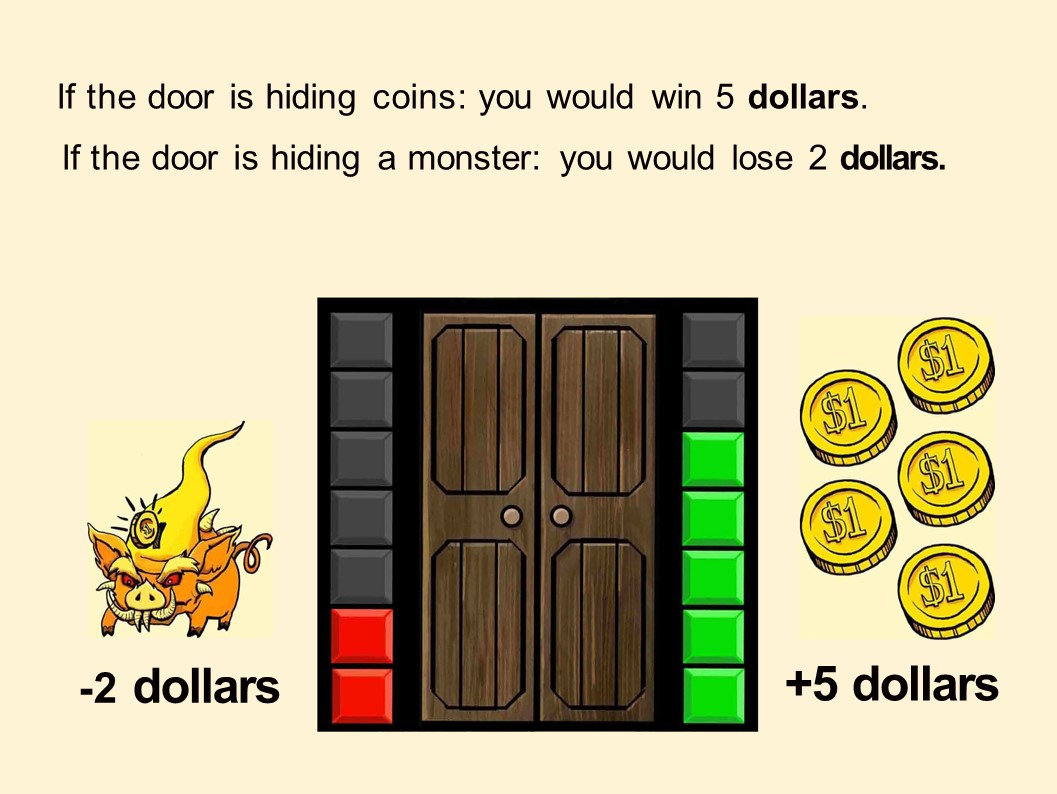 If the door is hiding coins: you would win 5 dollars.
If the door is hiding a monster: you would lose 2 dollars.
$1
$1
$1
$1
$1
-2 dollars
+5 dollars